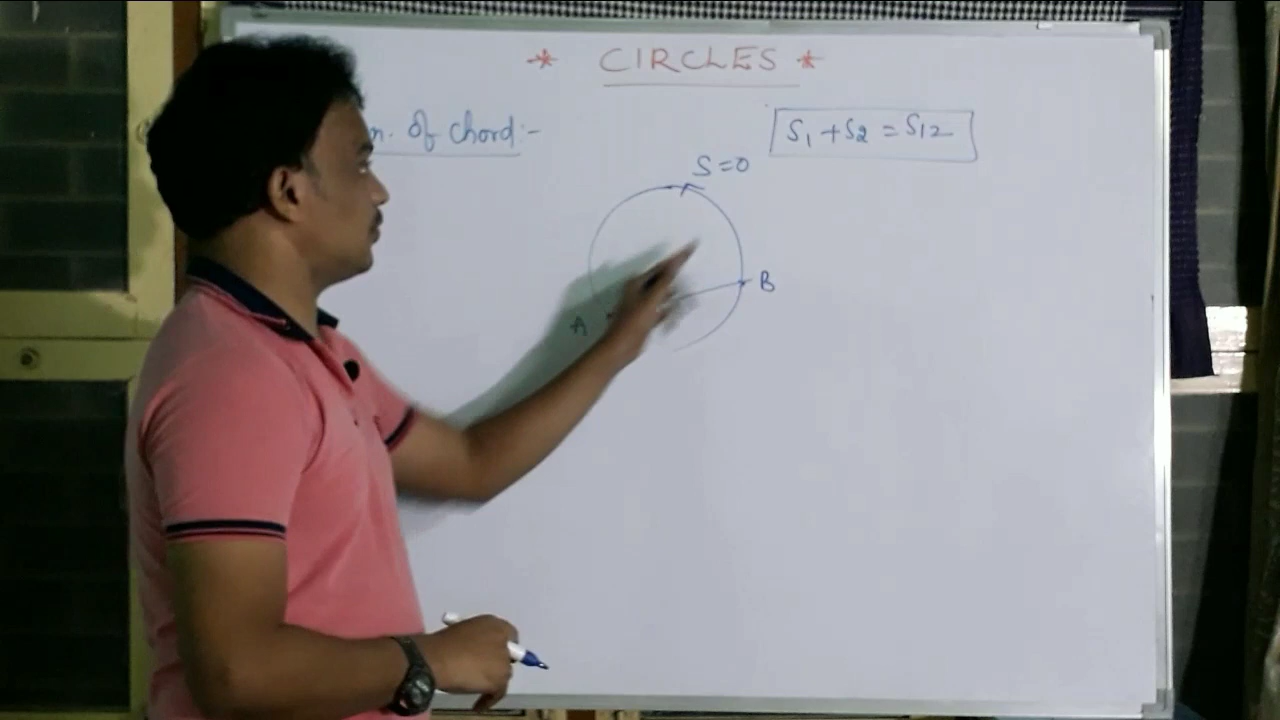 * CIRCLES *
n. of chord:-
S₁ + S₂ = S₁₂
S = 0
A
B